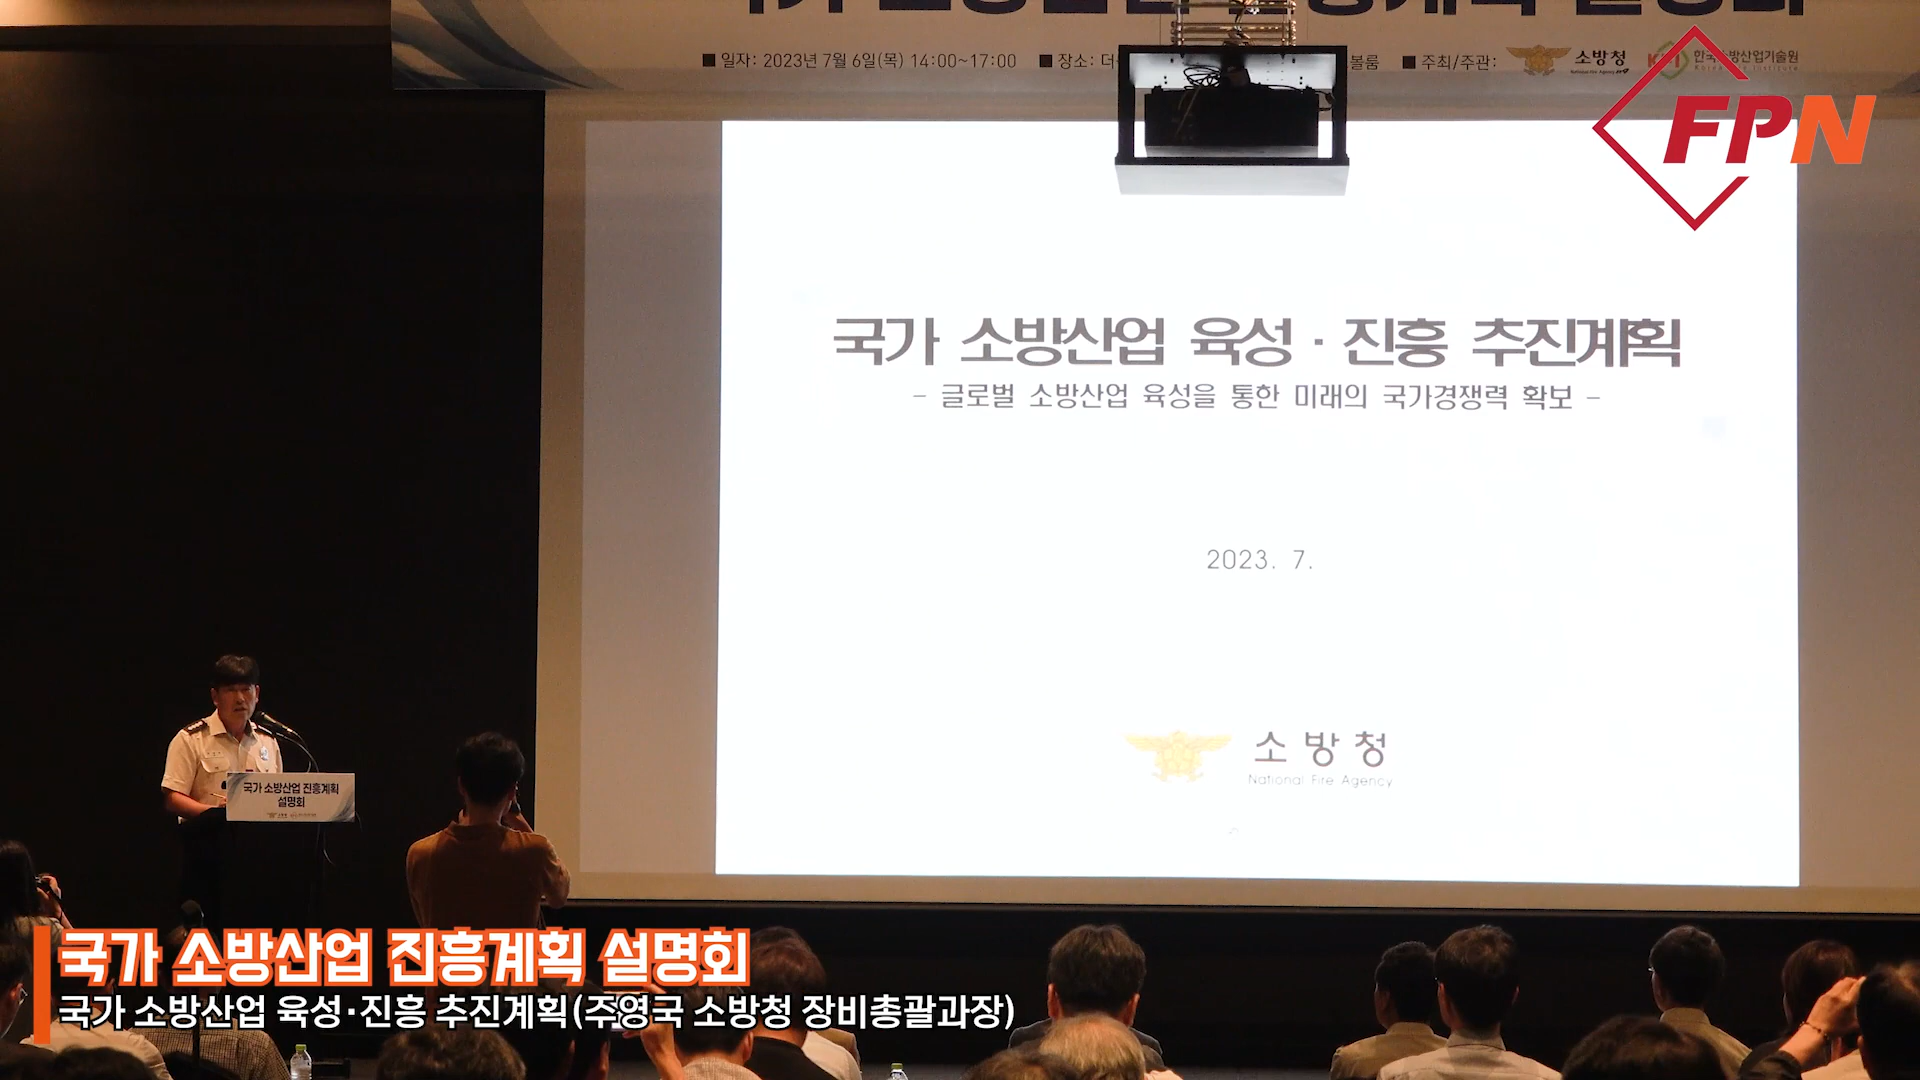 ■ 일자: 2023년 7월 6일(목) 14:00~17:00 ■ 장소: 더 볼룸 ■ 주최/주관: 소방청 한국소방산업기술원
National Fire Agency
FPN
국가 소방산업 육성·진흥 추진계획
- 글로벌 소방산업 육성을 통한 미래의 국가경쟁력 확보 -
2023. 7.
소방청
National Fire Agency
국가 소방산업 진흥계획
설명회
국가 소방산업 진흥계획 설명회
국가 소방산업 육성·진흥 추진계획(주영국 소방청 장비총괄과장)